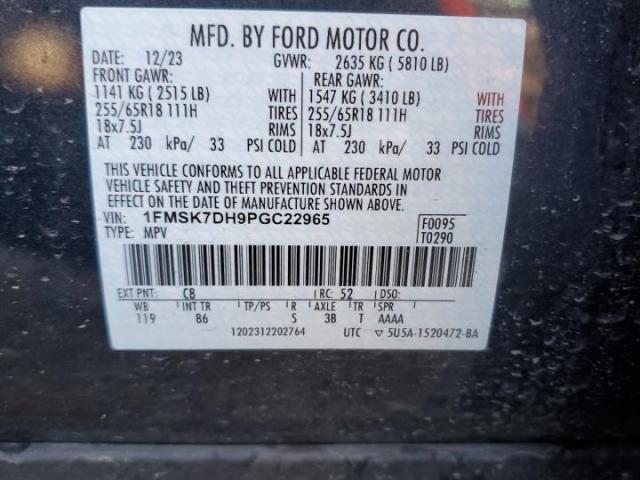 MFD. BY FORD MOTOR CO.
DATE: 12/23 GVWR: 2635 KG ( 5810 LB)
FRONT GAWR: REAR GAWR:
1141 KG ( 2515 LB) WITH 1547 KG ( 3410 LB) WITH
255/65R18 111H TIRES 255/65R18 111H TIRES
18x7.5J RIMS 18x7.5J RIMS
AT 230 kPa/ 33 PSI COLD AT 230 kPa/ 33 PSI COLD
THIS VEHICLE CONFORMS TO ALL APPLICABLE FEDERAL MOTOR
VEHICLE SAFETY AND THEFT PREVENTION STANDARDS IN
EFFECT ON THE DATE OF MANUFACTURE SHOWN ABOVE.
VIN: 1FMSK7DH9PGC22965 F0095
TYPE: MPV T0290
EXT PNT: C8 RC: 52 DSO:
WB INT TR TP/PS R AXLE TR SPR
119 B6 S 3B T AAAA
1202312202764 UTC ▽ 5U5A-1520472-BA